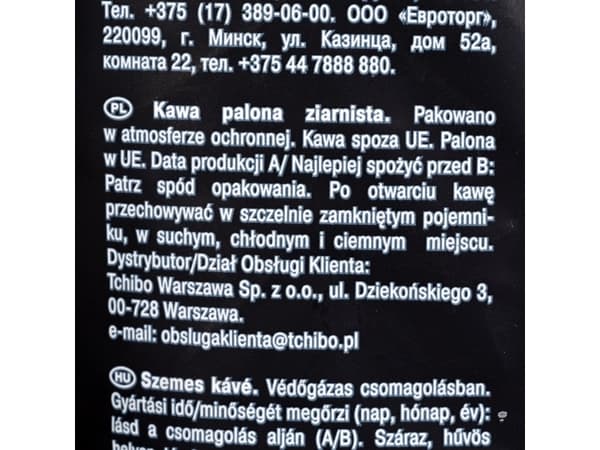 Тел. +375 (17) 389-06-00. ООО «Евроторг»,
220099, г. Минск, ул. Казинца, дом 52а,
комната 22, тел. +375 44 7888 880.
PL Kawa palona ziarnista. Pakowano
w atmosferze ochronnej. Kawa spoza UE. Palona
w UE. Data produkcji A/ Najlepiej spożyć przed B:
Patrz spód opakowania. Po otwarciu kawę
przechowywać w szczelnie zamkniętym pojemni-
ku, w suchym, chłodnym i ciemnym miejscu.
Dystrybutor/Dział Obsługi Klienta:
Tchibo Warszawa Sp. z o.o., ul. Dziekońskiego 3,
00-728 Warszawa.
e-mail: obslugaklienta@tchibo.pl
HU Szemes kávé. Védőgázas csomagolásban.
Gyártási idő/minőségét megőrzi (nap, hónap, év):
lásd a csomagolás alján (A/B). Száraz, hűvös